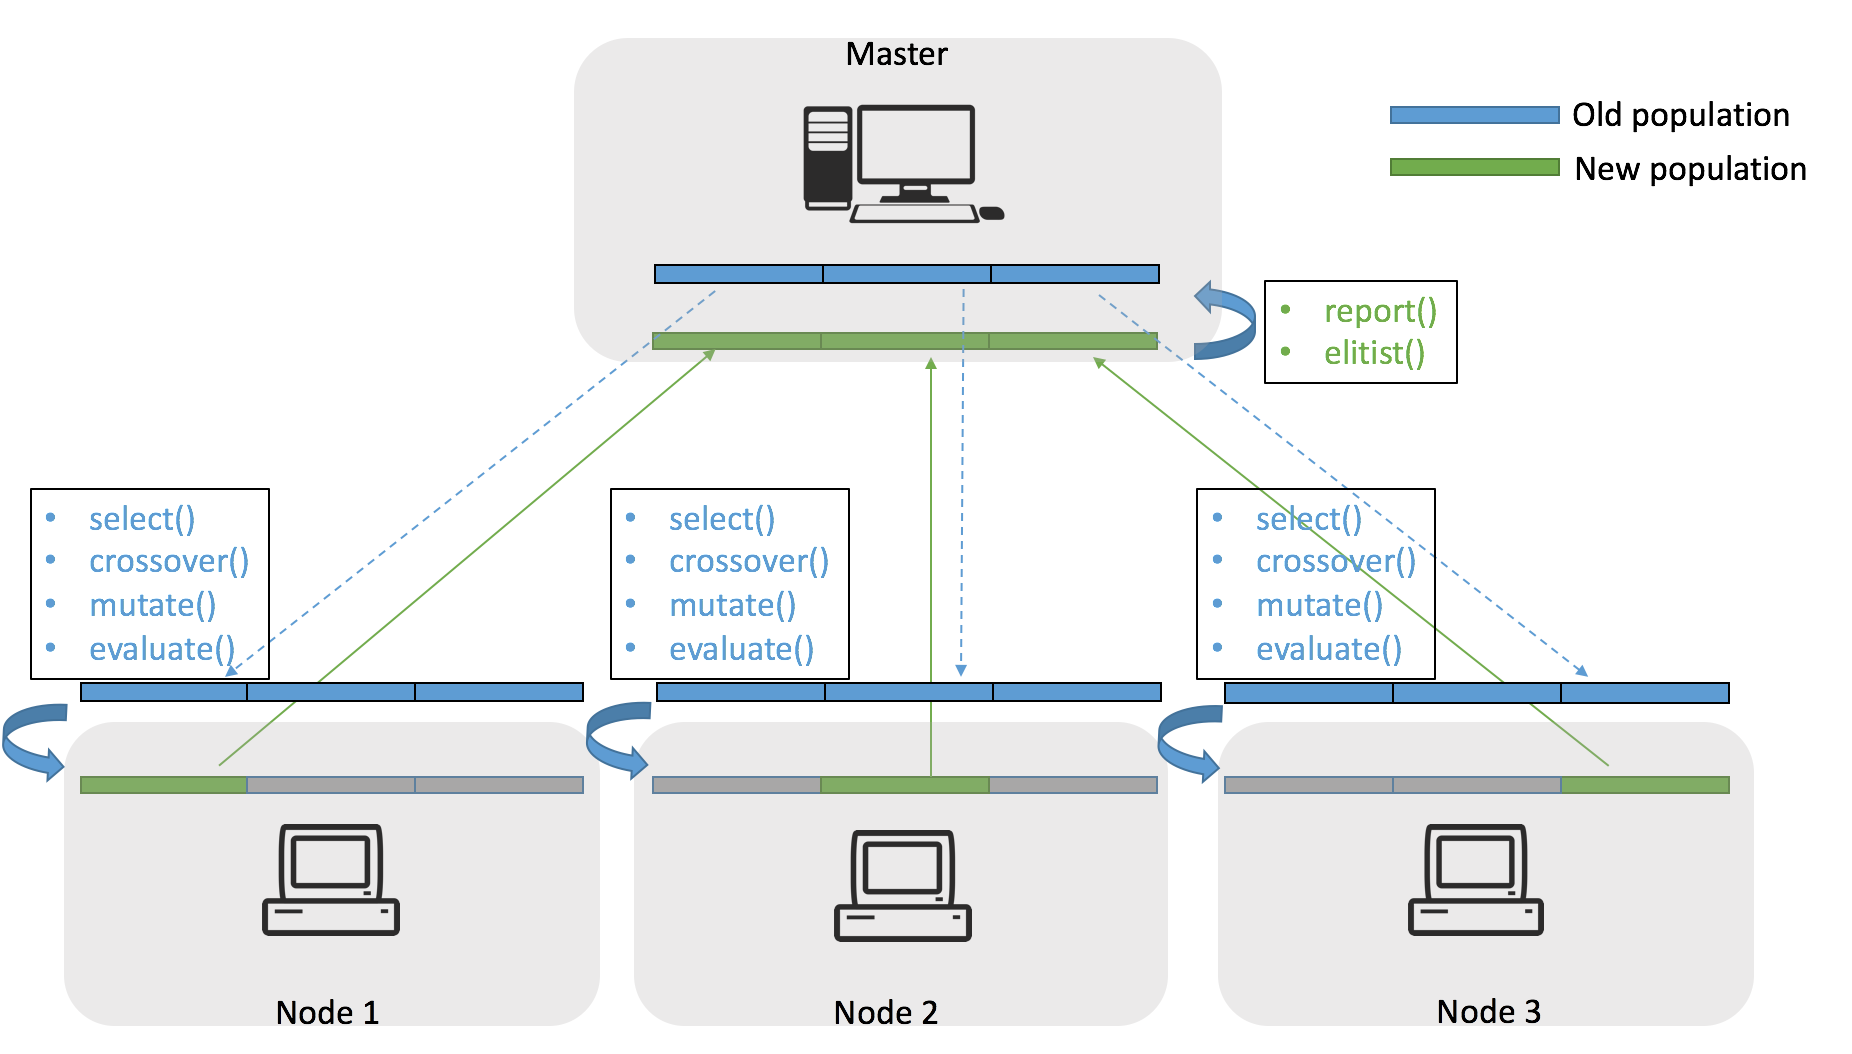 Master
Old population
New population
• report()
• elitist()
• select()
• crossover()
• mutate()
• evaluate()
• select()
• crossover()
• mutate()
• evaluate()
• select()
• crossover()
• mutate()
• evaluate()
Node 1
Node 2
Node 3